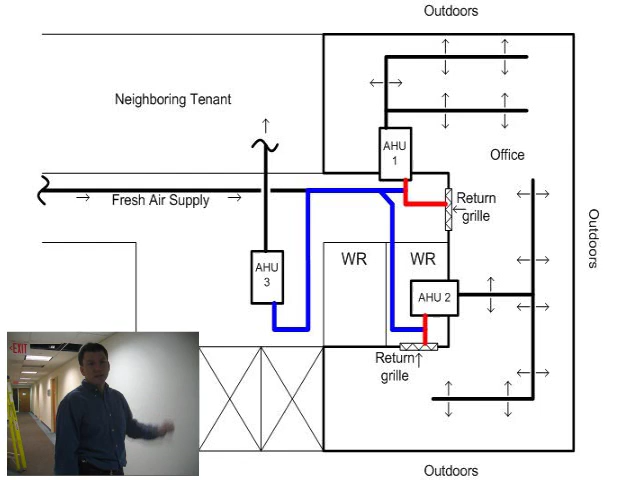 Outdoors
Neighboring Tenant
AHU
1
Office
Fresh Air Supply
Return
grille
Outdoors
WR
WR
AHU
3
AHU 2
Return
grille
EXIT
Outdoors